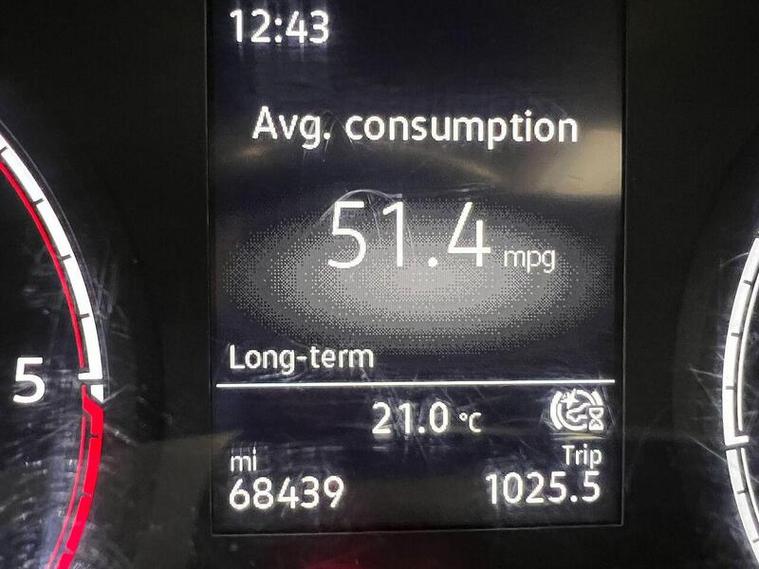 12:43
Avg. consumption
51.4 mpg
Long-term
21.0 °C
mi
Trip
68439
1025.5
5